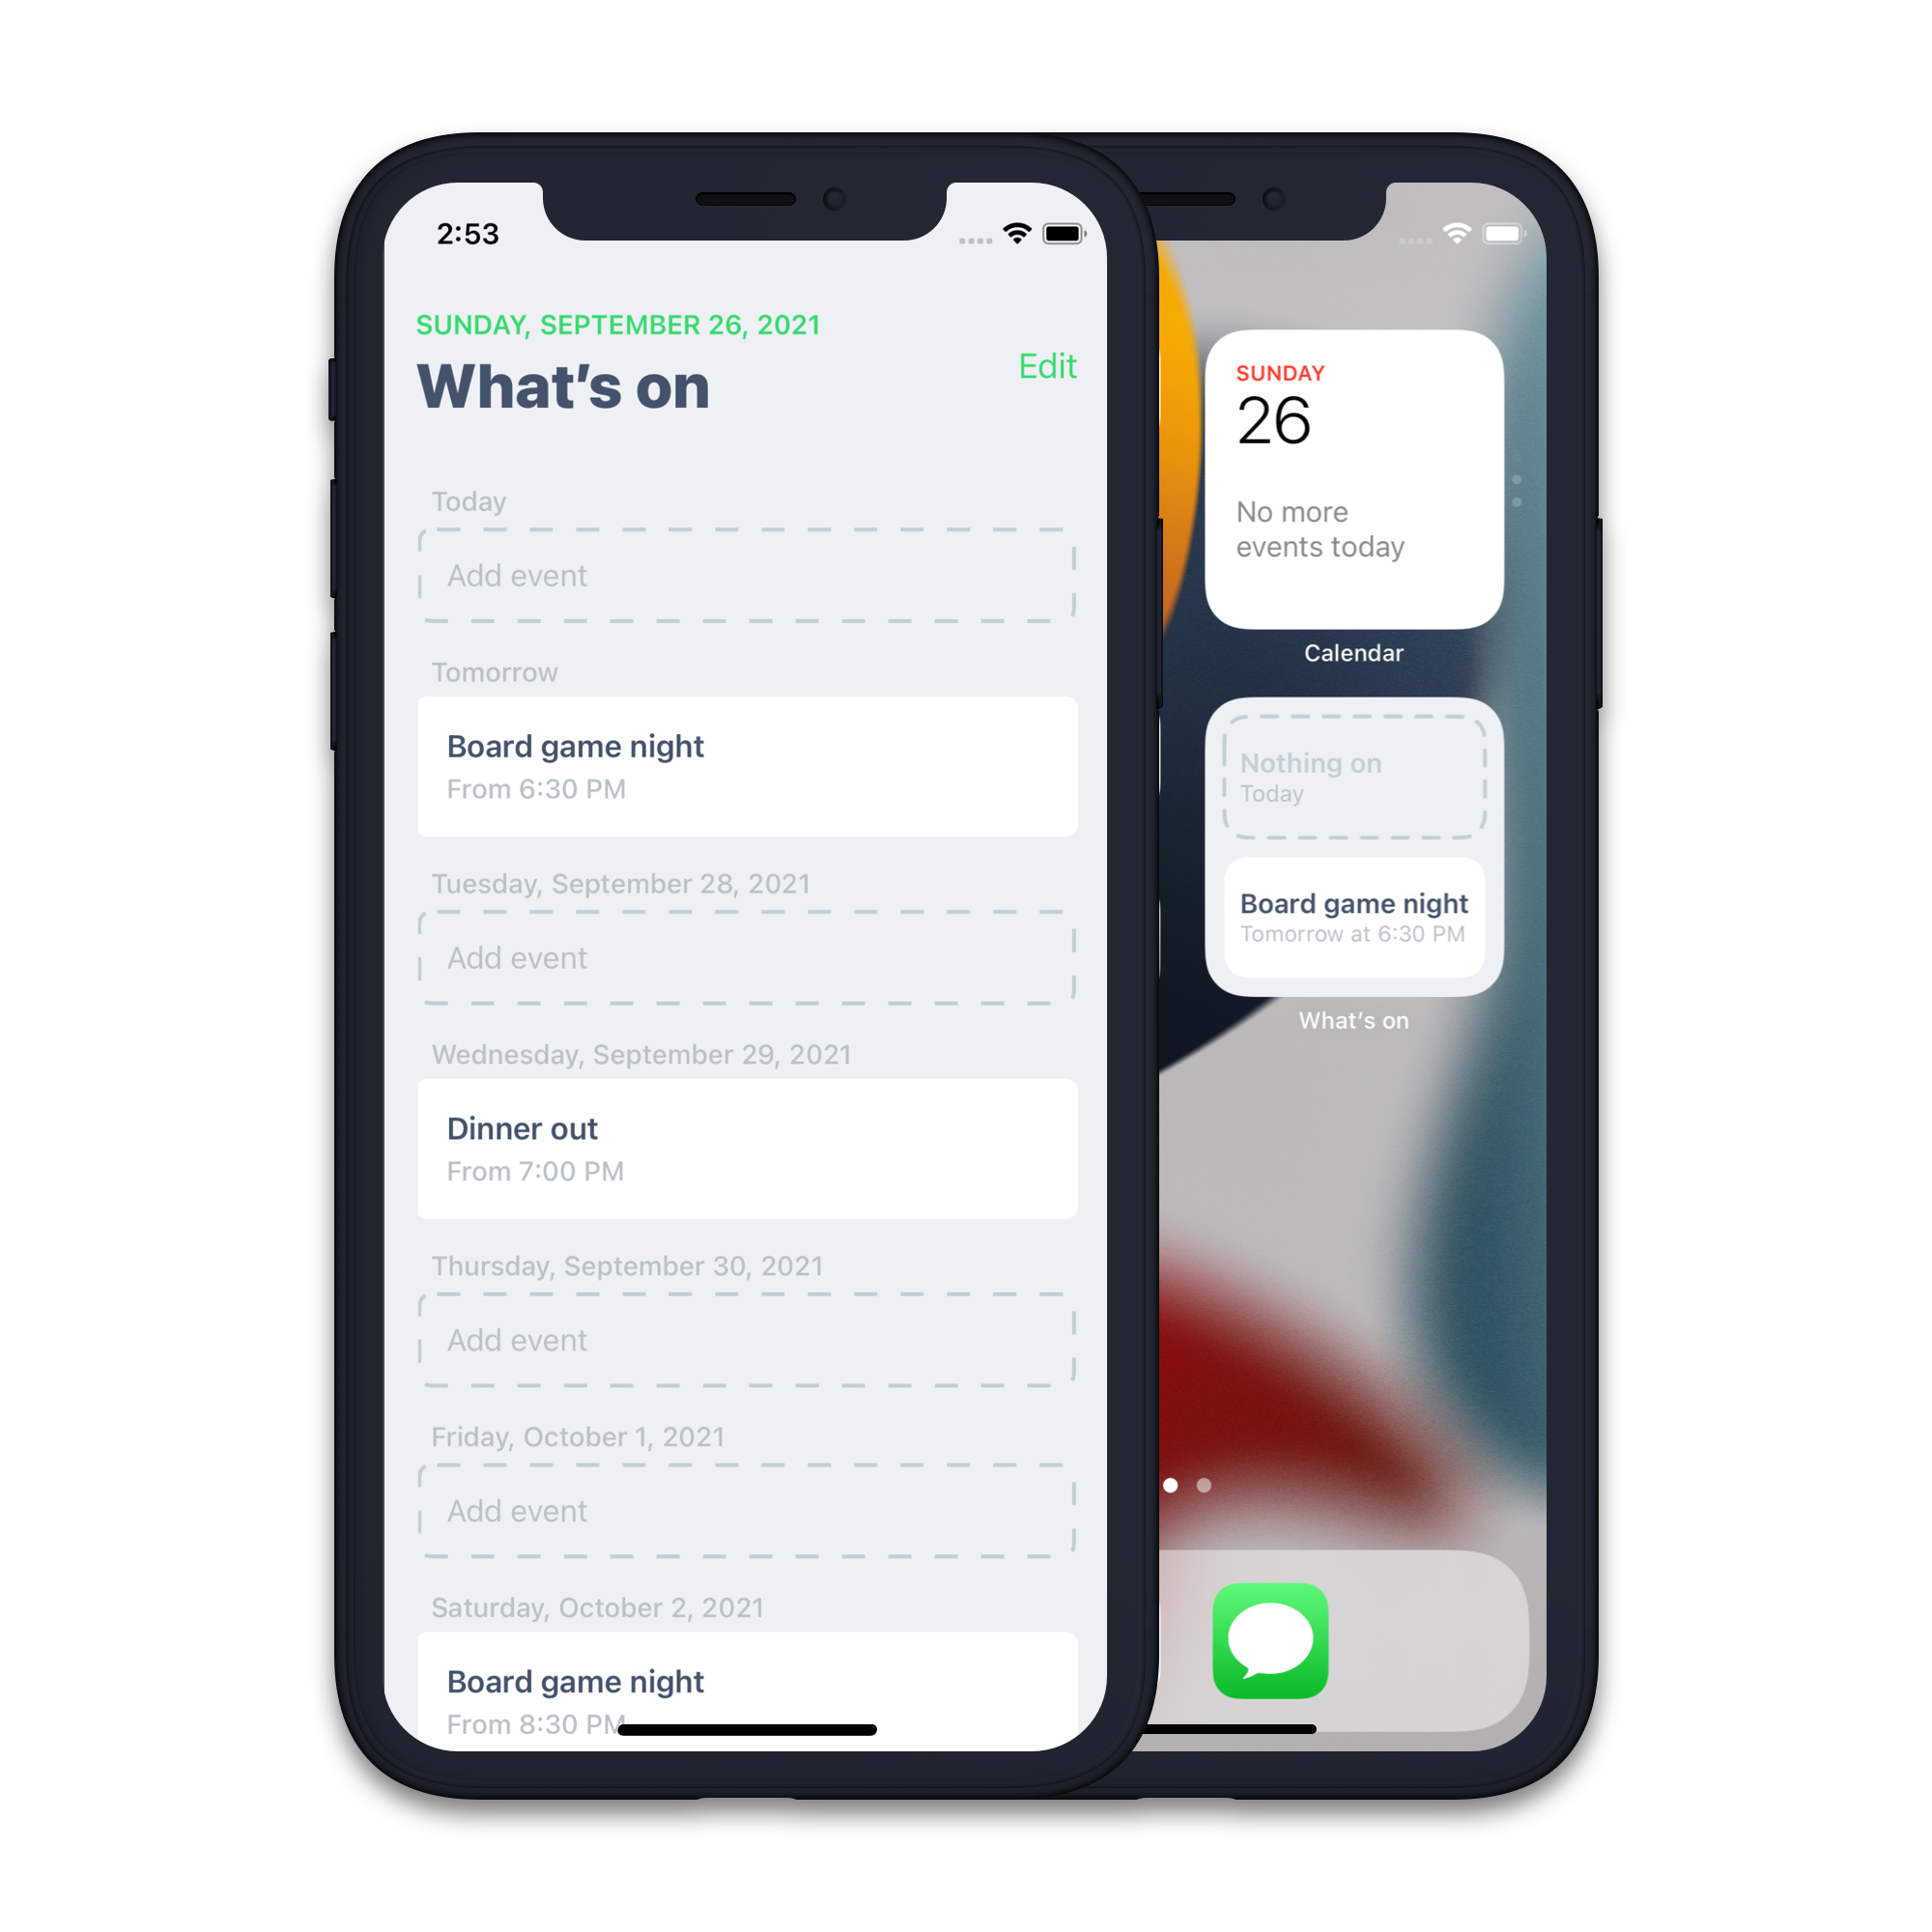 2:53
SUNDAY, SEPTEMBER 26, 2021
What's on
Edit
Today
Add event
Tomorrow
Board game night
From 6:30 PM
Tuesday, September 28, 2021
Add event
Wednesday, September 29, 2021
Dinner out
From 7:00 PM
Thursday, September 30, 2021
Add event
Friday, October 1, 2021
Add event
Saturday, October 2, 2021
Board game night
From 8:30 PM
SUNDAY
26
No more
events today
Calendar
Nothing on
Today
Board game night
Tomorrow at 6:30 PM
What's on